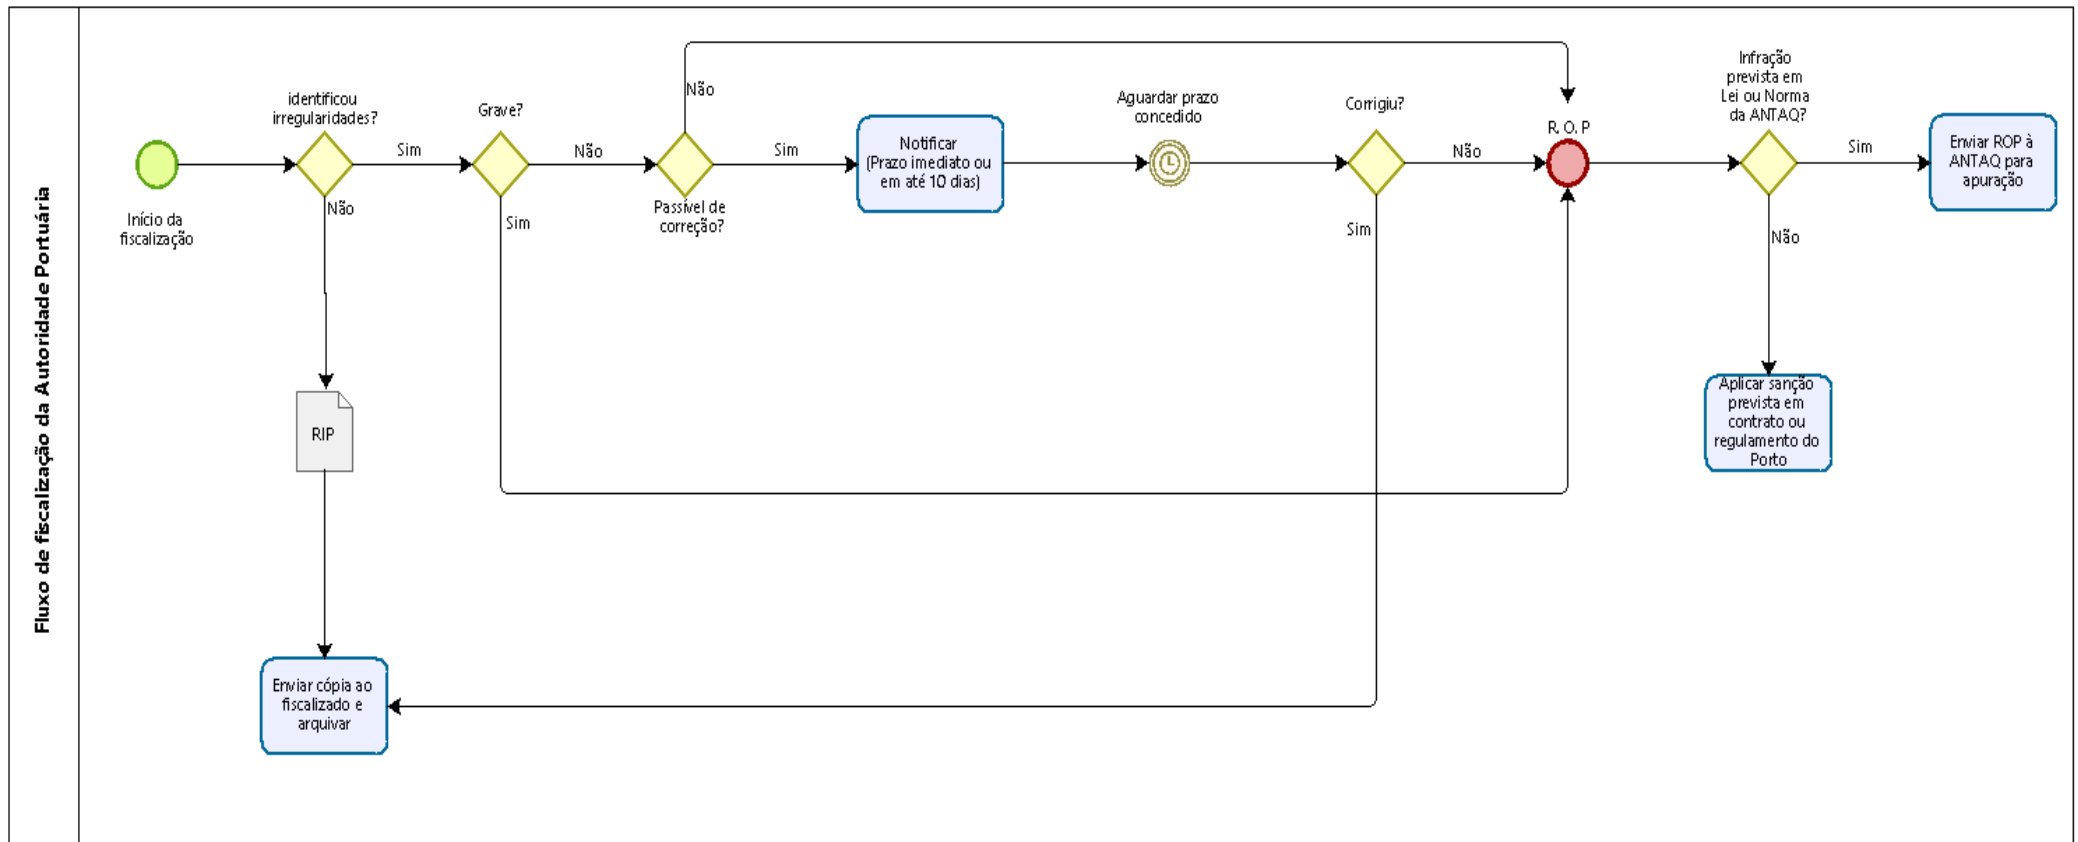 Fluxo de fiscalização da Autoridade Portuária
Início da
fiscalização
identificou
irregularidades?
Sim
Não
RIP
Enviar cópia ao
fiscalizado e
arquivar
Grave?
Não
Sim
Passível de
correção?
Não
Sim
Notificar
(Prazo imediato ou
em até 10 dias)
Aguardar prazo
concedido
Corrigiu?
Não
Sim
R. O. P
Infração
prevista em
Lei ou Norma
da ANTAQ?
Sim
Não
Enviar ROP à
ANTAQ para
apuração
Aplicar sanção
prevista em
contrato ou
regulamento do
Porto